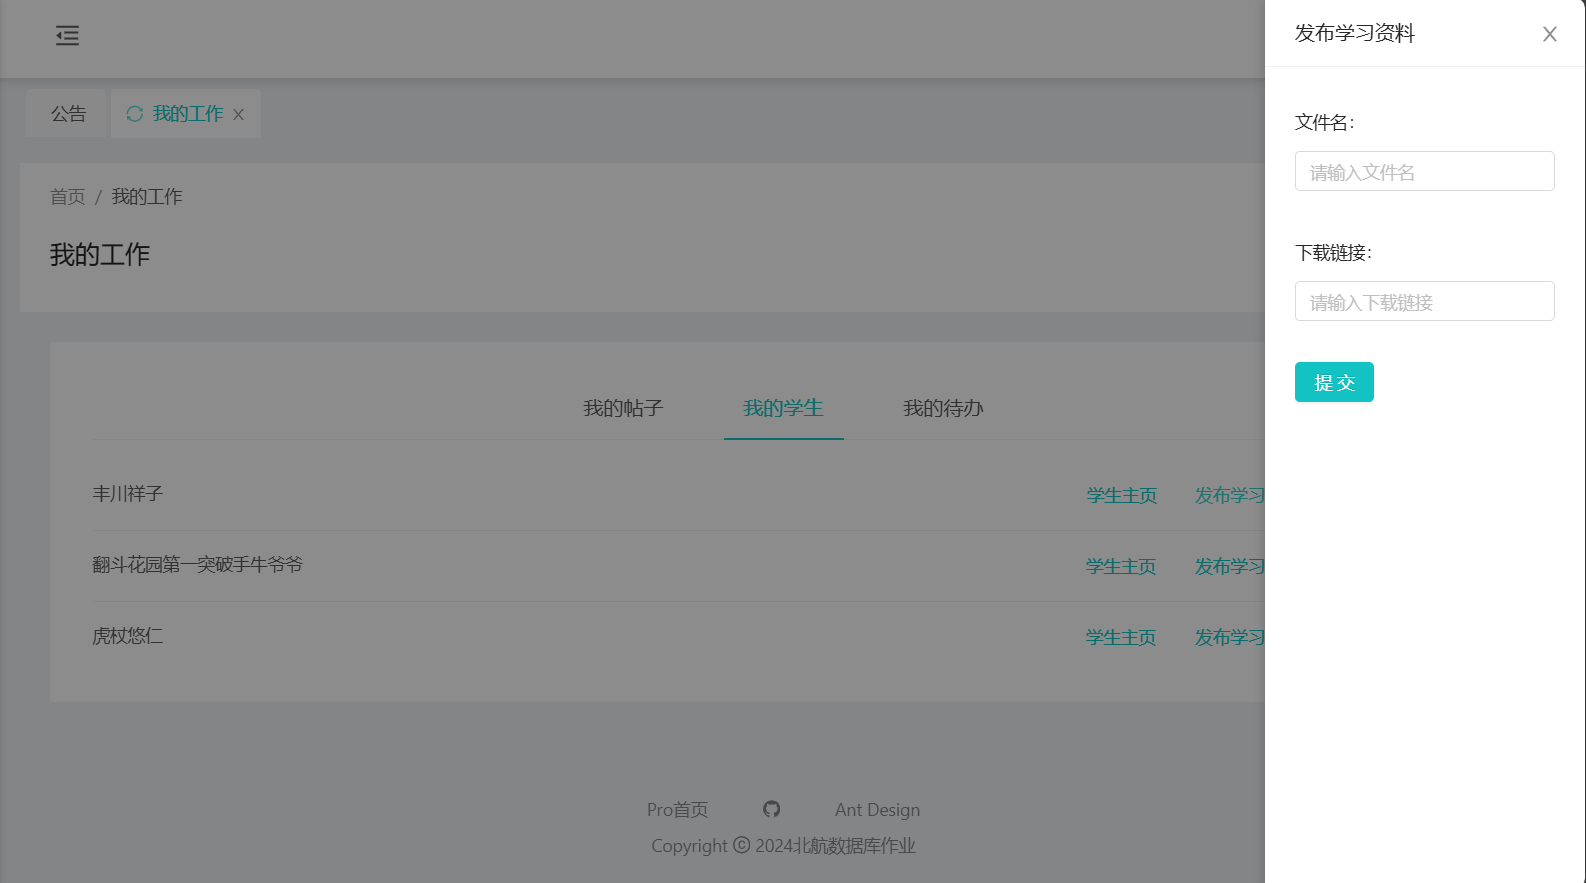 公告
我的工作
首页 / 我的工作
我的工作
我的帖子
我的学生
我的待办
丰川祥子
学生主页
发布学习
翻斗花园第一突破手牛爷爷
学生主页
发布学习
虎杖悠仁
学生主页
发布学习
Pro首页
Ant Design
Copyright © 2024北航数据库作业
发布学习资料
文件名：
请输入文件名
下载链接：
请输入下载链接
提 交